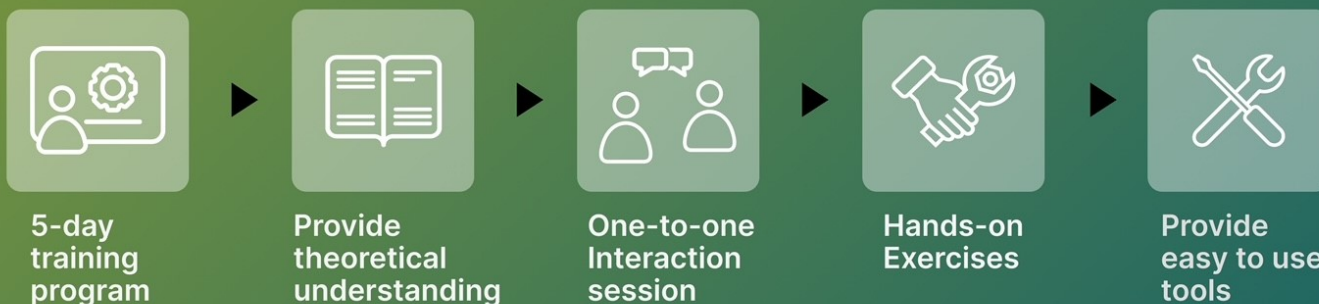 5-day
training
program
Provide
theoretical
understanding
One-to-one
Interaction
session
Hands-on
Exercises
Provide
easy to use
tools